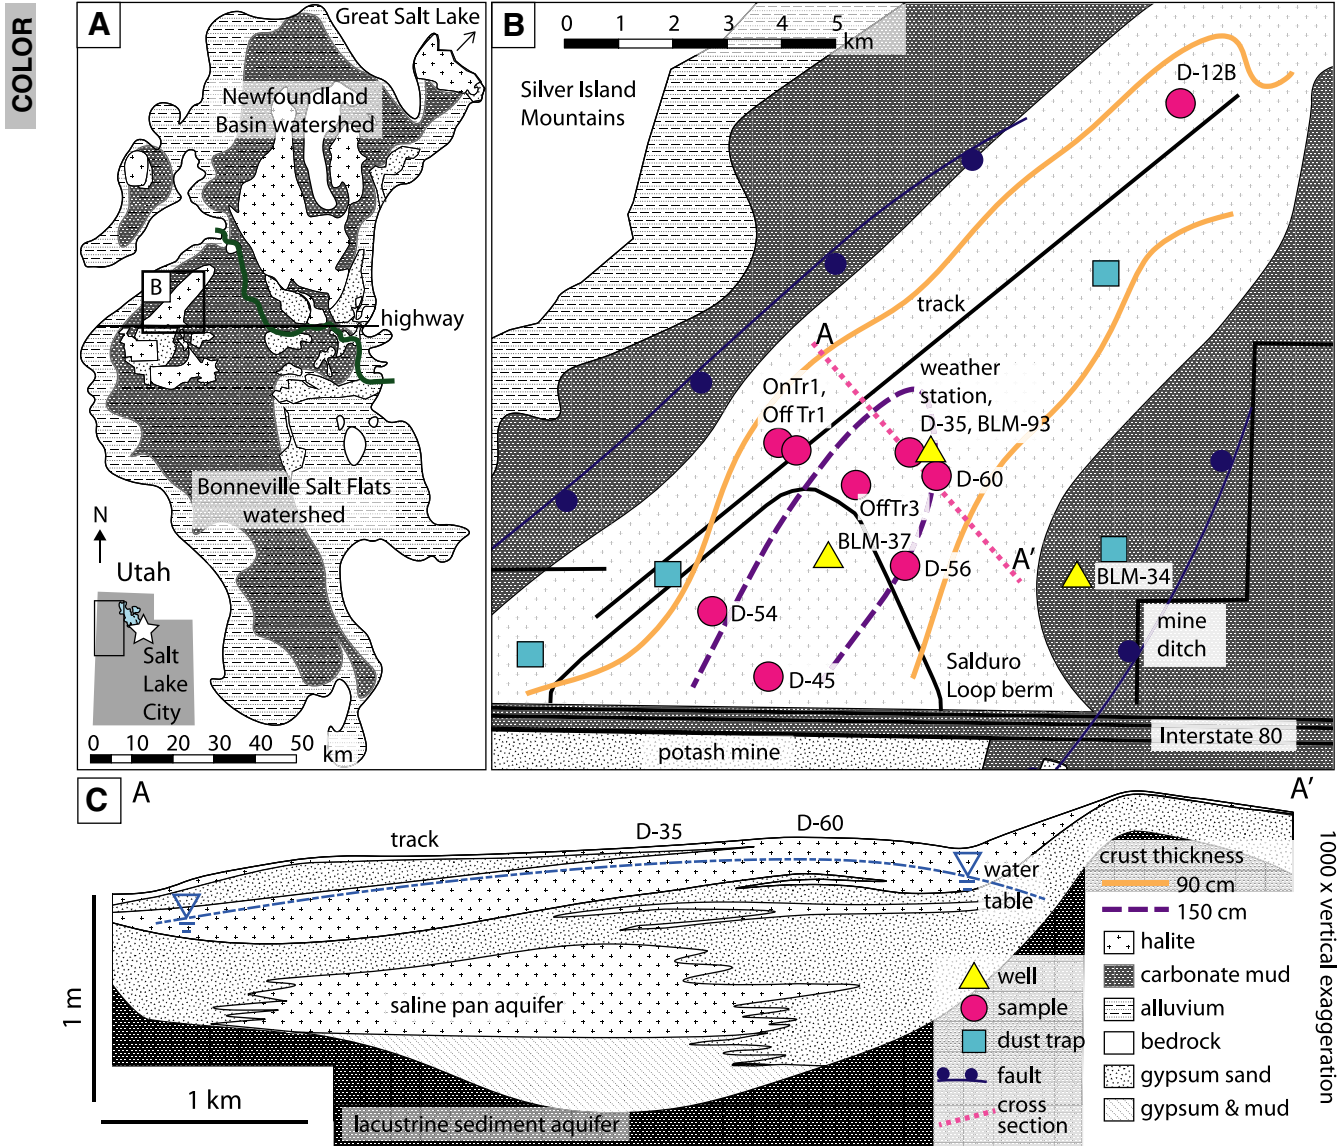 COLOR
A
Great Salt Lake
Newfoundland
Basin watershed
B
highway
Bonneville Salt Flats
watershed
N
Utah
Salt
Lake
City
0 10 20 30 40 50
km
B
0 1 2 3 4 5
km
Silver Island
Mountains
D-12B
track
A
weather
station,
D-35, BLM-93
OnTr1,
Off Tr1
D-60
OffTr3
BLM-37
A’
D-56
BLM-34
D-54
mine
ditch
D-45
Salduro
Loop berm
Interstate 80
potash mine
C
A
A’
track
D-35
D-60
water
table
saline pan aquifer
lacustrine sediment aquifer
1 m
1 km
crust thickness
90 cm
150 cm
halite
carbonate mud
alluvium
bedrock
gypsum sand
gypsum & mud
well
sample
dust trap
fault
cross
section
1000 x vertical exaggeration